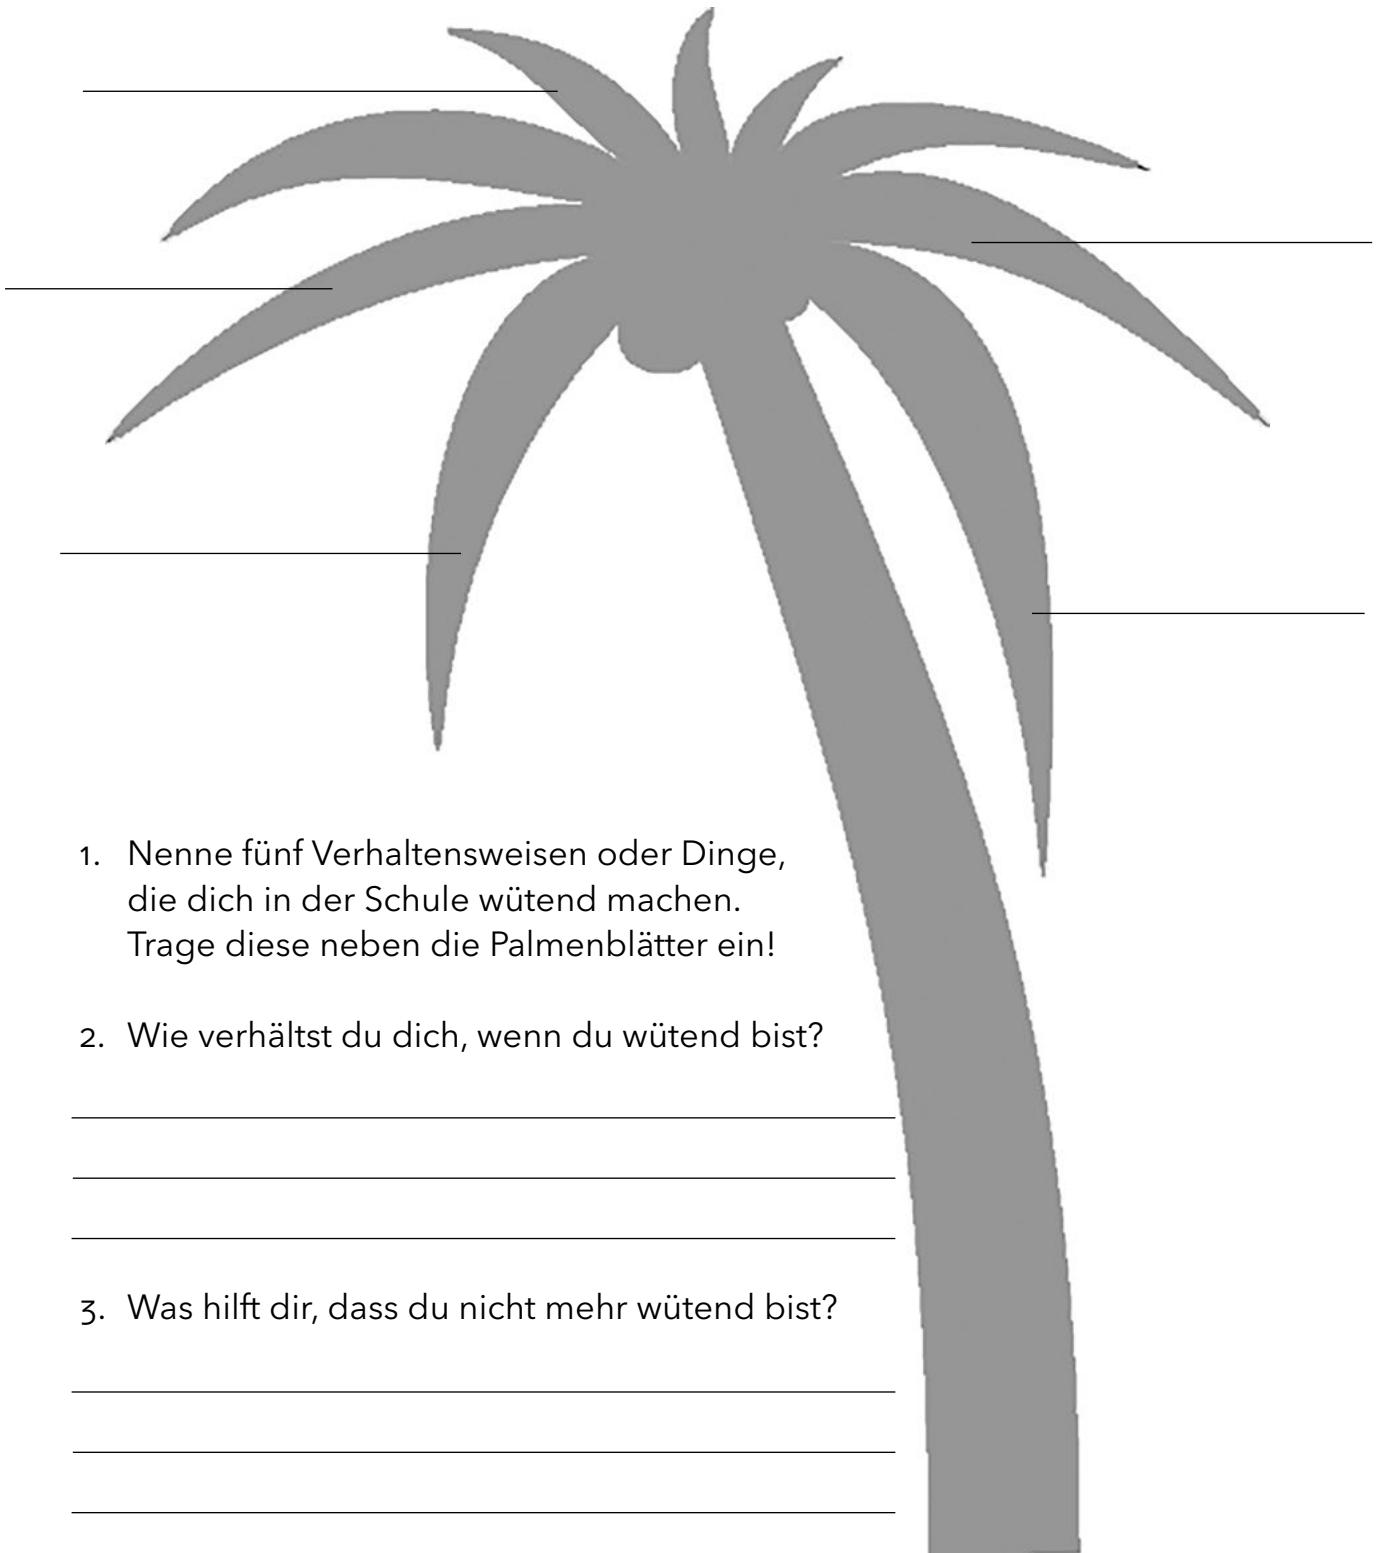 1. Nenne fünf Verhaltensweisen oder Dinge,
die dich in der Schule wütend machen.
Trage diese neben die Palmenblätter ein!
2. Wie verhältst du dich, wenn du wütend bist?
3. Was hilft dir, dass du nicht mehr wütend bist?